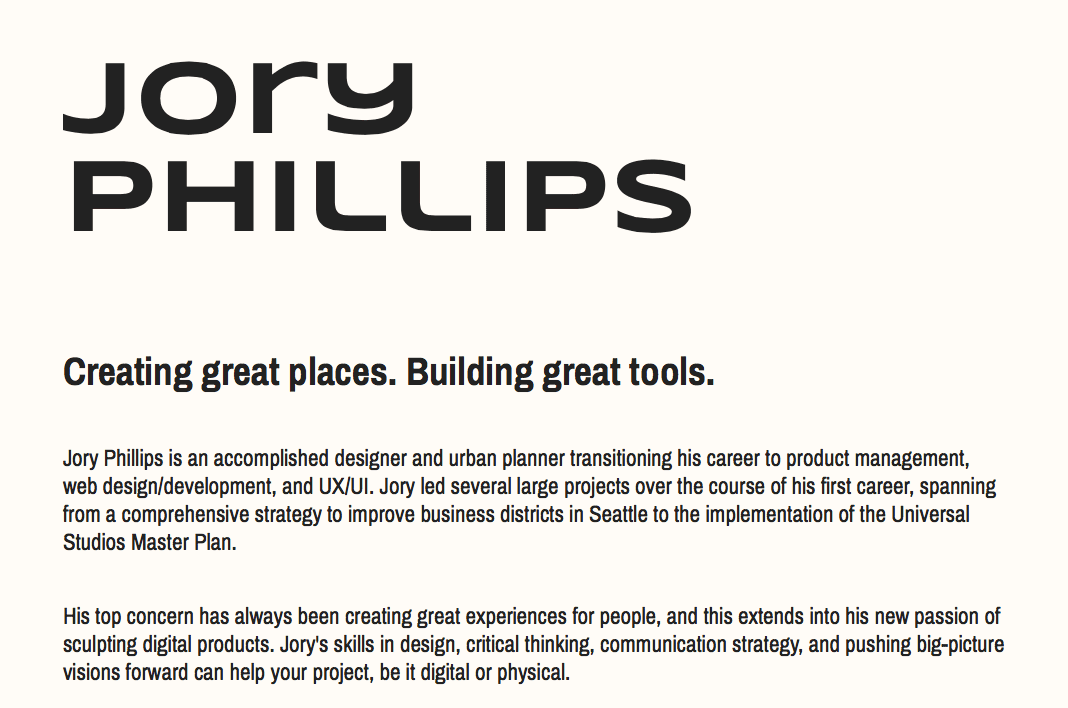 Jory
PHILLIPS
Creating great places. Building great tools.
Jory Phillips is an accomplished designer and urban planner transitioning his career to product management,
web design/development, and UX/UI. Jory led several large projects over the course of his first career, spanning
from a comprehensive strategy to improve business districts in Seattle to the implementation of the Universal
Studios Master Plan.
His top concern has always been creating great experiences for people, and this extends into his new passion of
sculpting digital products. Jory's skills in design, critical thinking, communication strategy, and pushing big-picture
visions forward can help your project, be it digital or physical.